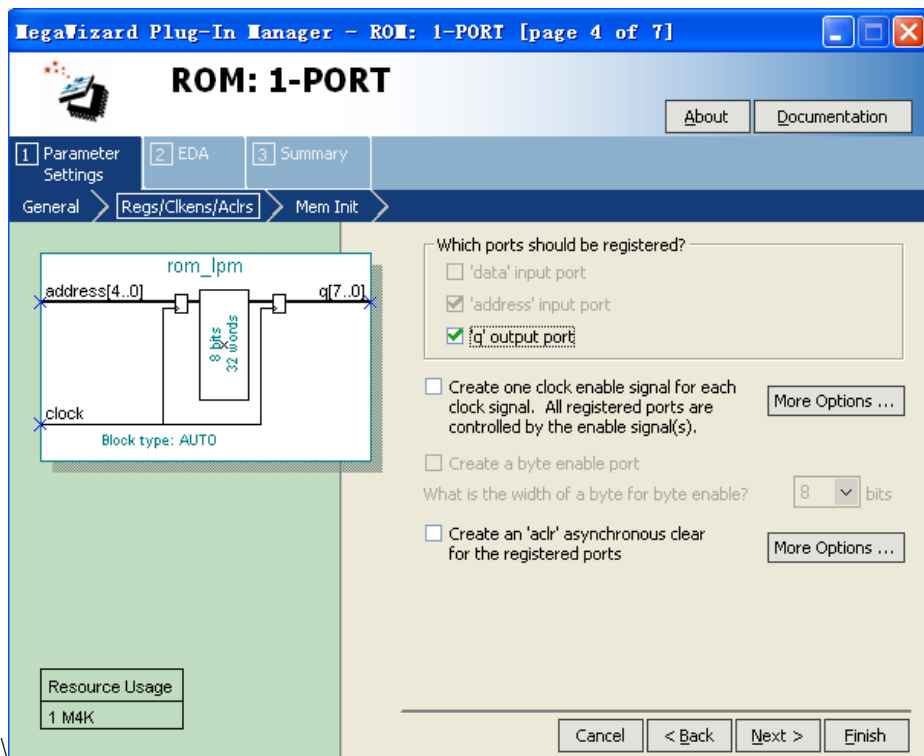 MegaWizard Plug-In Manager - ROM: 1-PORT [page 4 of 7]
ROM: 1-PORT
About
Documentation
1 Parameter Settings
2 EDA
3 Summary
General
Regs/Clkens/Aclrs
Mem Init
rom_lpm
address[4..0]
q[7..0]
8 bits
x
32 words
clock
Block type: AUTO
Which ports should be registered?
'data' input port
'address' input port
'q' output port
Create one clock enable signal for each
clock signal. All registered ports are
controlled by the enable signal(s).
More Options ...
Create a byte enable port
What is the width of a byte for byte enable?
8
bits
Create an 'aclr' asynchronous clear
for the registered ports
More Options ...
Resource Usage
1 M4K
Cancel
< Back
Next >
Finish
\